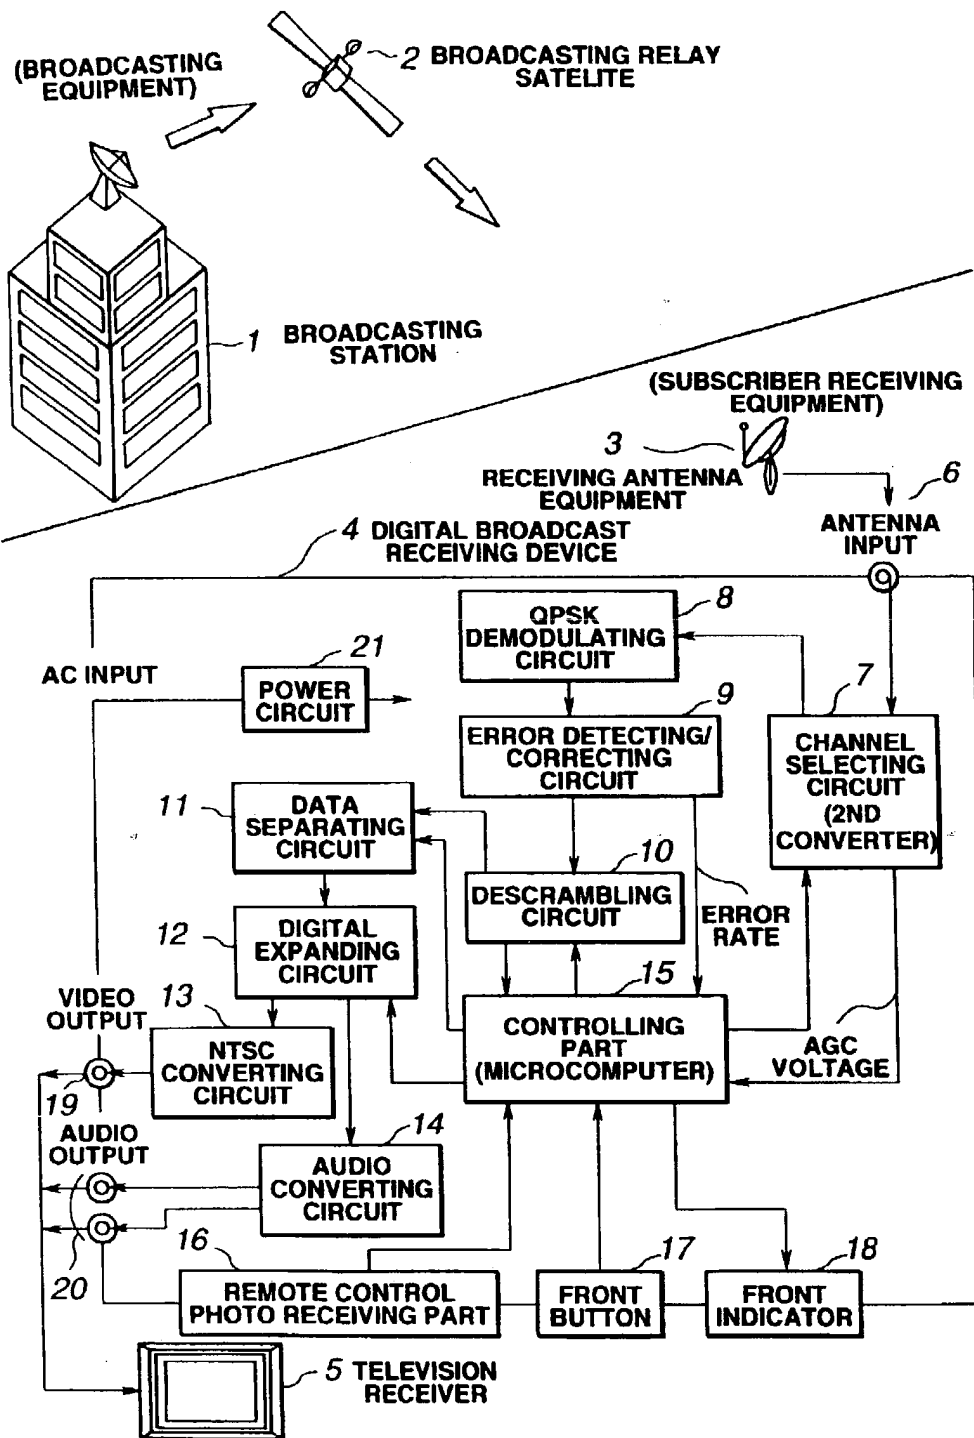 (BROADCASTING
EQUIPMENT)
2 BROADCASTING RELAY
SATELITE
1 BROADCASTING
STATION
(SUBSCRIBER RECEIVING
EQUIPMENT)
3
RECEIVING ANTENNA
EQUIPMENT
6
ANTENNA
INPUT
4 DIGITAL BROADCAST
RECEIVING DEVICE
8
QPSK
DEMODULATING
CIRCUIT
AC INPUT
21
POWER
CIRCUIT
7
CHANNEL
SELECTING
CIRCUIT
(2ND
CONVERTER)
9
ERROR DETECTING/
CORRECTING
CIRCUIT
11
DATA
SEPARATING
CIRCUIT
10
DESCRAMBLING
CIRCUIT
ERROR
RATE
12
DIGITAL
EXPANDING
CIRCUIT
15
CONTROLLING
PART
(MICROCOMPUTER)
AGC
VOLTAGE
VIDEO
OUTPUT
13
NTSC
CONVERTING
CIRCUIT
19
AUDIO
OUTPUT
14
AUDIO
CONVERTING
CIRCUIT
20
16
REMOTE CONTROL
PHOTO RECEIVING PART
17
FRONT
BUTTON
18
FRONT
INDICATOR
5 TELEVISION
RECEIVER